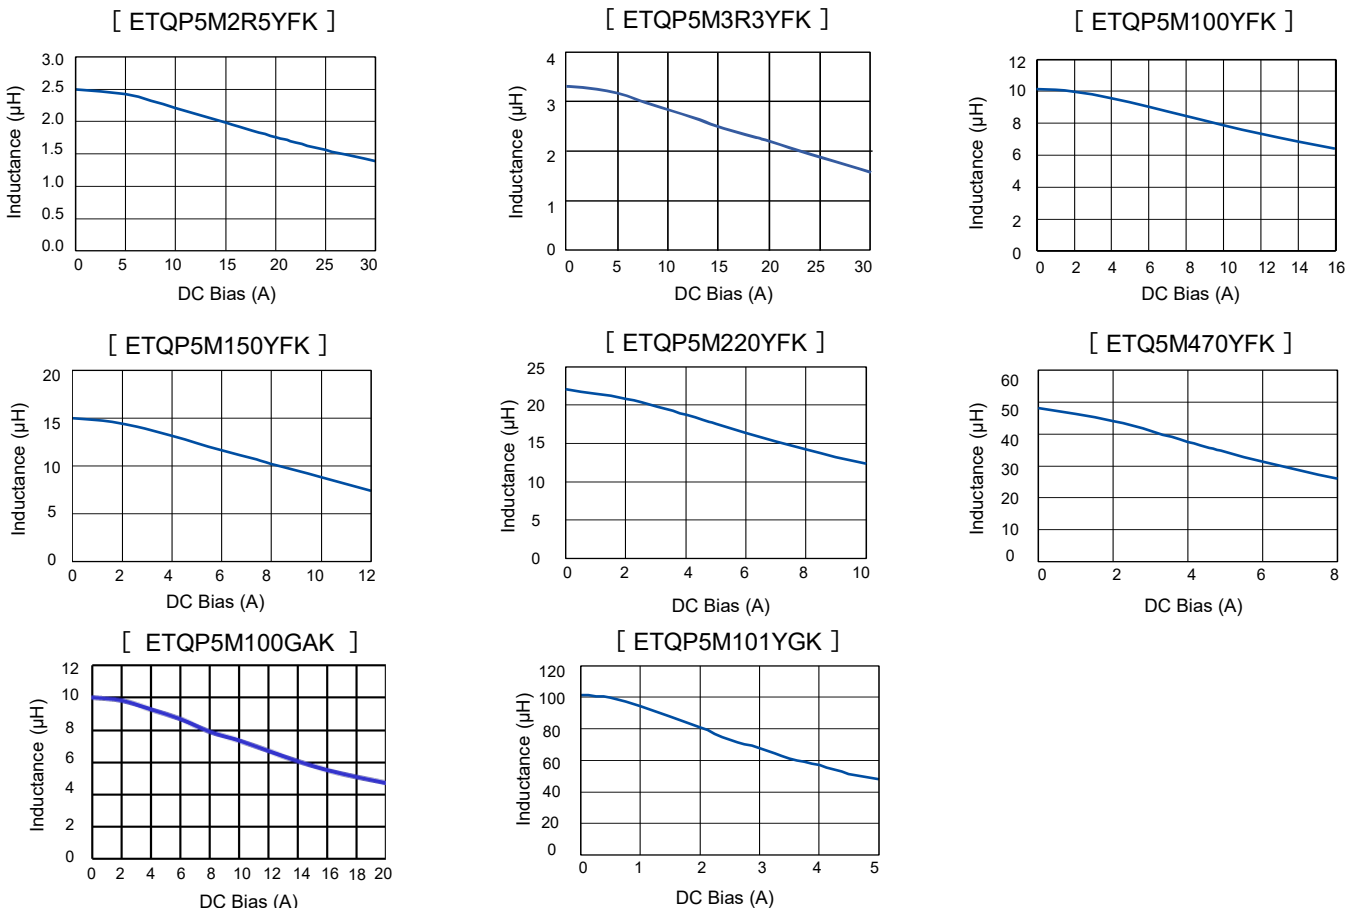 [ ETQP5M2R5YFK ]
3.0
2.5
2.0
1.5
1.0
0.5
0.0
Inductance (µH)
0 5 10 15 20 25 30
DC Bias (A)
[ ETQP5M3R3YFK ]
4
3
2
1
0
Inductance (µH)
0 5 10 15 20 25 30
DC Bias (A)
[ ETQP5M100YFK ]
12
10
8
6
4
2
0
Inductance (µH)
0 2 4 6 8 10 12 14 16
DC Bias (A)
[ ETQP5M150YFK ]
20
15
10
5
0
Inductance (µH)
0 2 4 6 8 10 12
DC Bias (A)
[ ETQP5M220YFK ]
25
20
15
10
5
0
Inductance (µH)
0 2 4 6 8 10
DC Bias (A)
[ ETQ5M470YFK ]
60
50
40
30
20
10
0
Inductance (µH)
0 2 4 6 8
DC Bias (A)
[ ETQP5M100GAK ]
12
10
8
6
4
2
0
Inductance (µH)
0 2 4 6 8 10 12 14 16 18 20
DC Bias (A)
[ ETQP5M101YGK ]
120
100
80
60
40
20
0
Inductance (µH)
0 1 2 3 4 5
DC Bias (A)